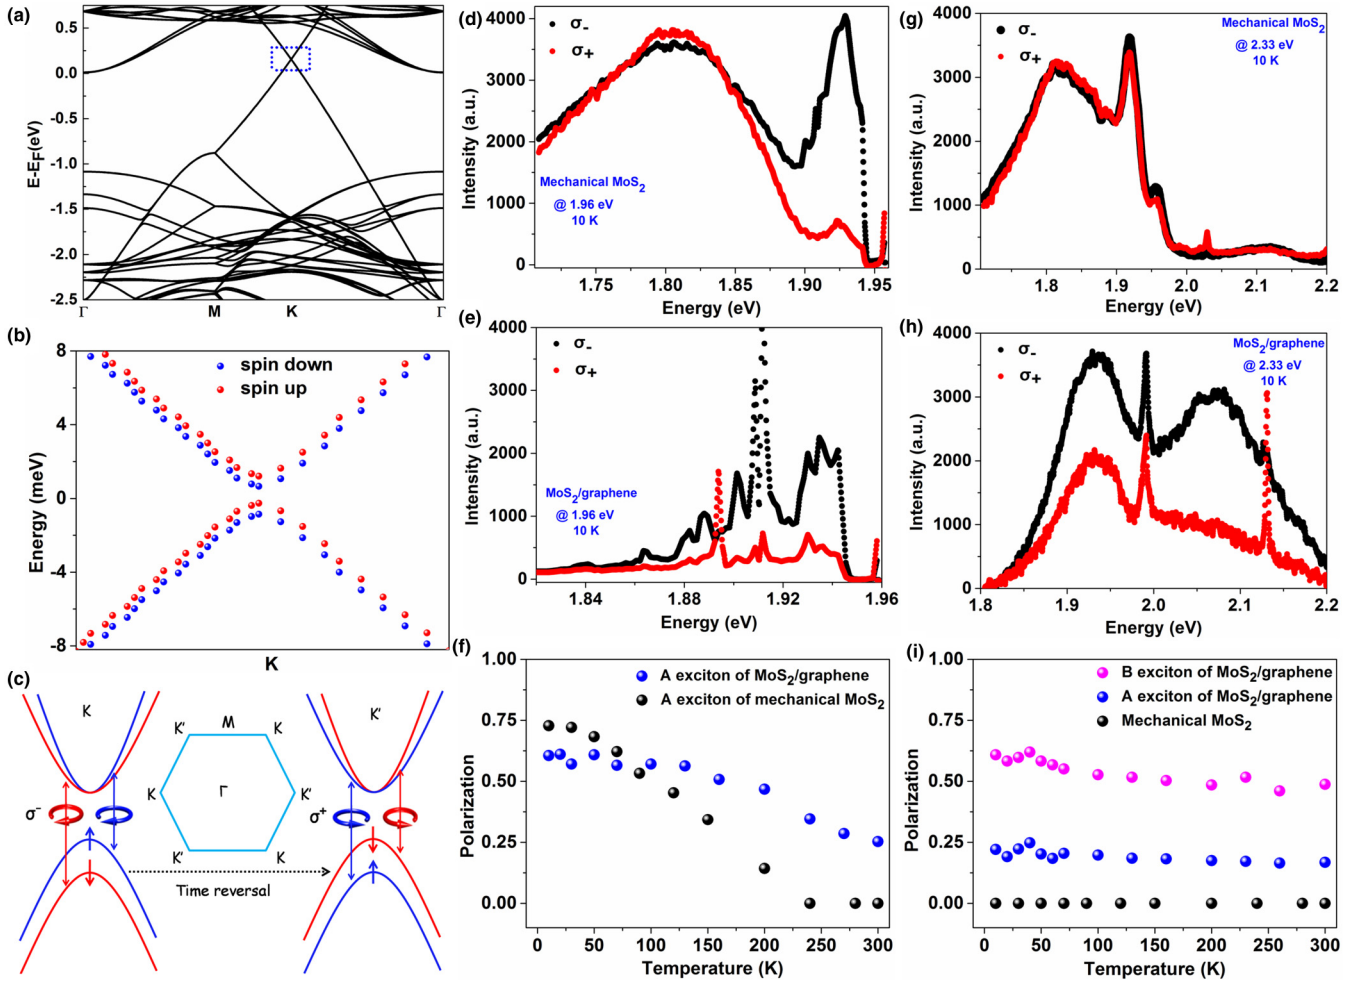 (a)
0.5
0.0
-0.5
-1.0
-1.5
-2.0
-2.5
E-EF(eV)
Γ M K Γ
(b)
8
4
0
-4
-8
Energy (meV)
spin down
spin up
K
(c)
K
K'
K' M K
K Γ K'
K' K
σ-
σ+
Time reversal
(d)
4000
3000
2000
1000
0
Intensity (a.u.)
σ-
σ+
Mechanical MoS2
@ 1.96 eV
10 K
1.75 1.80 1.85 1.90 1.95
Energy (eV)
(e)
4000
3000
2000
1000
0
Intensity (a.u.)
σ-
σ+
MoS2/graphene
@ 1.96 eV
10 K
1.84 1.88 1.92 1.96
Energy (eV)
(f)
1.00
0.75
0.50
0.25
0.00
Polarization
A exciton of MoS2/graphene
A exciton of mechanical MoS2
0 50 100 150 200 250 300
Temperature (K)
(g)
4000
3000
2000
1000
0
Intensity (a.u.)
σ-
σ+
Mechanical MoS2
@ 2.33 eV
10 K
1.8 1.9 2.0 2.1 2.2
Energy (eV)
(h)
4000
3000
2000
1000
0
Intensity (a.u.)
σ-
σ+
MoS2/graphene
@ 2.33 eV
10 K
1.8 1.9 2.0 2.1 2.2
Energy (eV)
(i)
1.00
0.75
0.50
0.25
0.00
Polarization
B exciton of MoS2/graphene
A exciton of MoS2/graphene
Mechanical MoS2
0 50 100 150 200 250 300
Temperature (K)